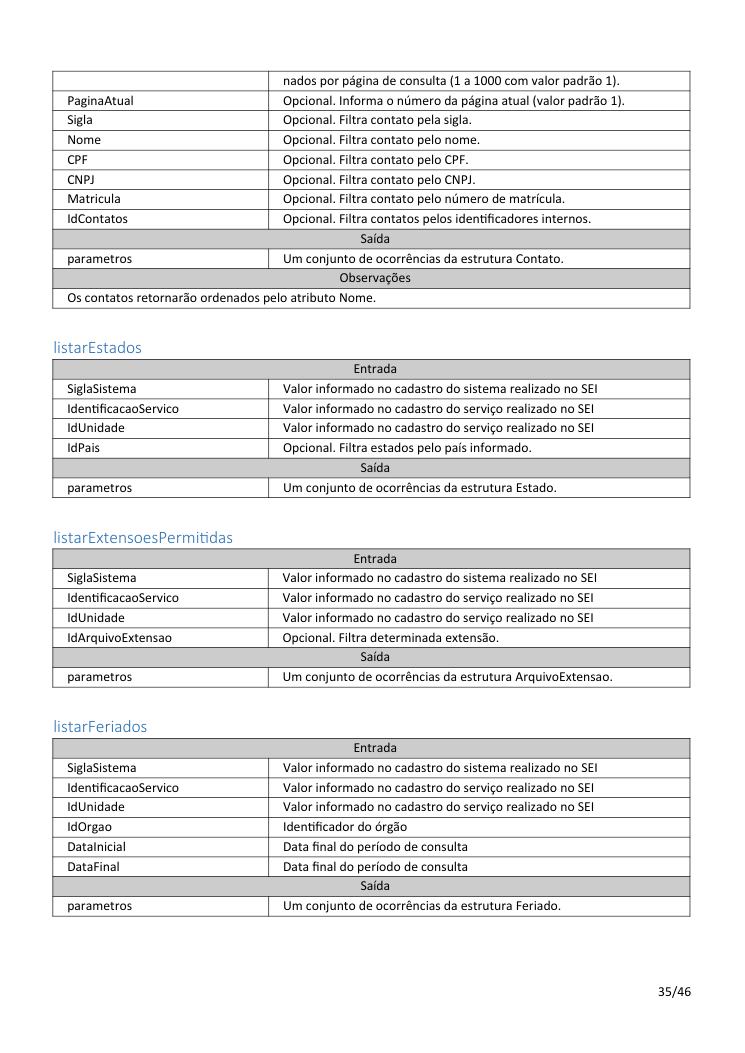 nados por página de consulta (1 a 1000 com valor padrão 1).
PaginaAtual Opcional. Informa o número da página atual (valor padrão 1).
Sigla Opcional. Filtra contato pela sigla.
Nome Opcional. Filtra contato pelo nome.
CPF Opcional. Filtra contato pelo CPF.
CNPJ Opcional. Filtra contato pelo CNPJ.
Matricula Opcional. Filtra contato pelo número de matrícula.
IdContatos Opcional. Filtra contatos pelos identificadores internos.
Saída
parametros Um conjunto de ocorrências da estrutura Contato.
Observações
Os contatos retornarão ordenados pelo atributo Nome.
listarEstados
Entrada
SiglaSistema Valor informado no cadastro do sistema realizado no SEI
IdentificacaoServico Valor informado no cadastro do serviço realizado no SEI
IdUnidade Valor informado no cadastro do serviço realizado no SEI
IdPais Opcional. Filtra estados pelo país informado.
Saída
parametros Um conjunto de ocorrências da estrutura Estado.
listarExtensoesPermitidas
Entrada
SiglaSistema Valor informado no cadastro do sistema realizado no SEI
IdentificacaoServico Valor informado no cadastro do serviço realizado no SEI
IdUnidade Valor informado no cadastro do serviço realizado no SEI
IdArquivoExtensao Opcional. Filtra determinada extensão.
Saída
parametros Um conjunto de ocorrências da estrutura ArquivoExtensao.
listarFeriados
Entrada
SiglaSistema Valor informado no cadastro do sistema realizado no SEI
IdentificacaoServico Valor informado no cadastro do serviço realizado no SEI
IdUnidade Valor informado no cadastro do serviço realizado no SEI
IdOrgao Identificador do órgão
DataInicial Data final do período de consulta
DataFinal Data final do período de consulta
Saída
parametros Um conjunto de ocorrências da estrutura Feriado.
35/46